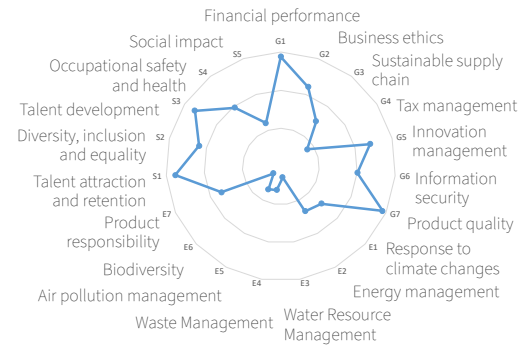 Financial performance
G1
Business ethics
G2
Sustainable supply
chain
G3
Tax management
G4
Innovation
management
G5
Information
security
G6
Product quality
G7
Response to
climate changes
E1
Energy management
E2
Water Resource
Management
E3
Waste Management
E4
Air pollution management
E5
Biodiversity
E6
Product
responsibility
E7
Talent attraction
and retention
S1
Diversity, inclusion
and equality
S2
Talent development
S3
Occupational safety
and health
S4
Social impact
S5